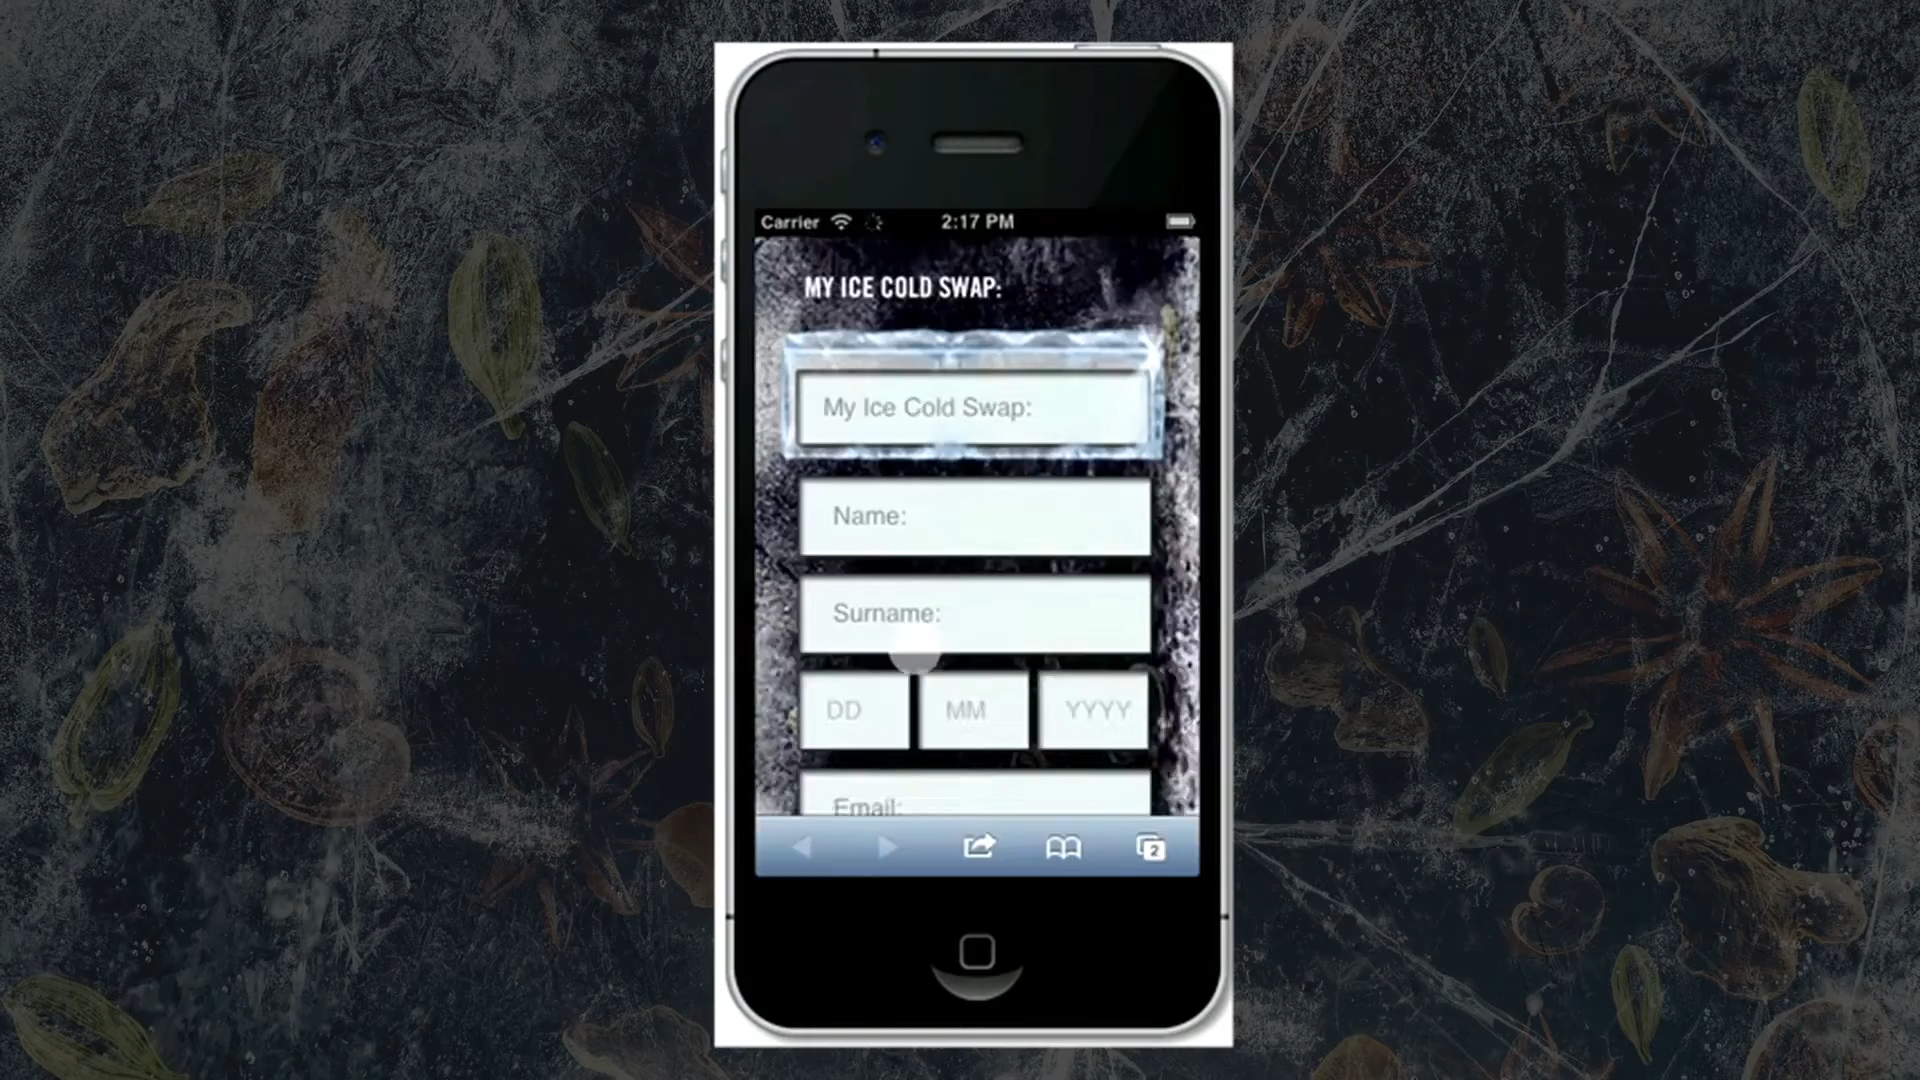 Carrier 2:17 PM
MY ICE COLD SWAP:
My Ice Cold Swap:
Name:
Surname:
DD MM YYYY
Email:
2